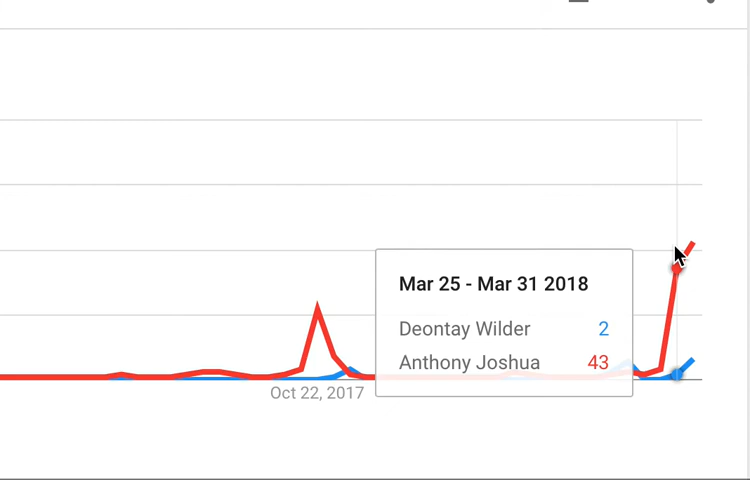 Mar 25 - Mar 31 2018
Deontay Wilder 2
Anthony Joshua 43
Oct 22, 2017